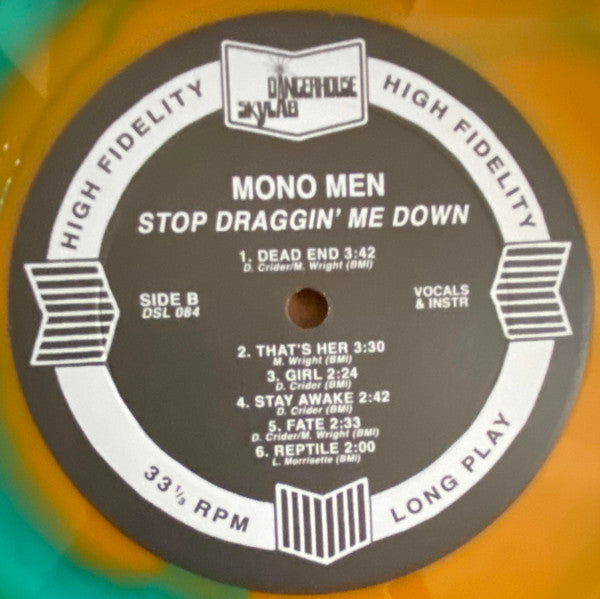 DANGERHOUSE
SKYLAB
HIGH FIDELITY
HIGH FIDELITY
MONO MEN
STOP DRAGGIN' ME DOWN
1. DEAD END 3:42
D. Crider/M. Wright (BMI)
SIDE B
DSL 084
VOCALS
& INSTR
2. THAT'S HER 3:30
M. Wright (BMI)
3. GIRL 2:24
D. Crider (BMI)
4. STAY AWAKE 2:42
D. Crider (BMI)
5. FATE 2:33
D. Crider/M. Wright (BMI)
6. REPTILE 2:00
L. Morrisette (BMI)
33 1/3 RPM
LONG PLAY